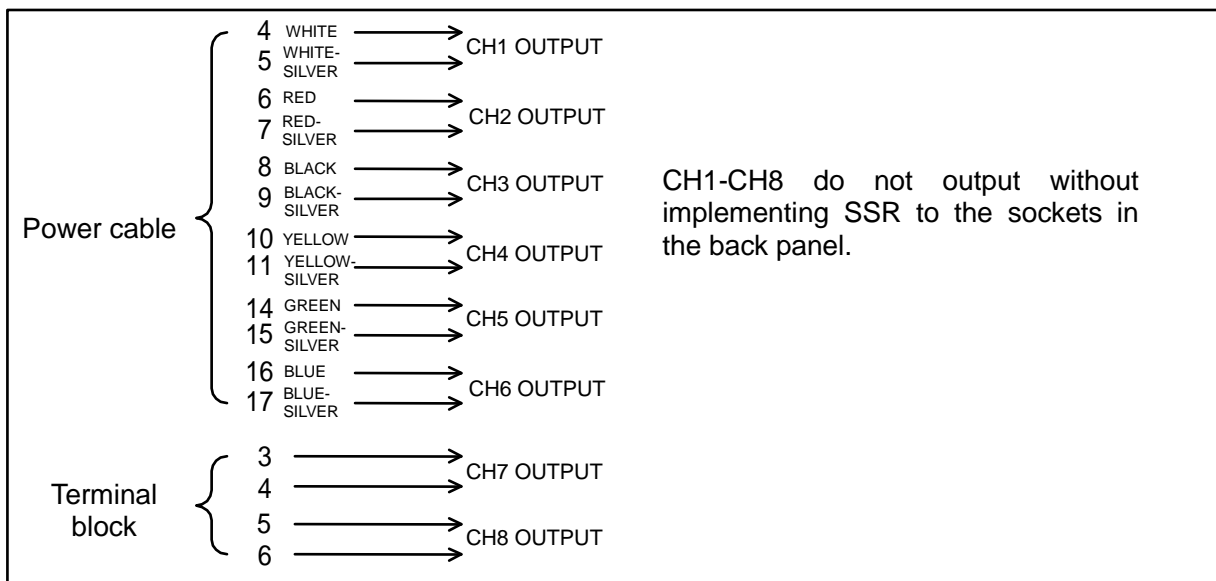 4 WHITE
CH1 OUTPUT
5 WHITE-
SILVER
6 RED
CH2 OUTPUT
7 RED-
SILVER
8 BLACK
CH3 OUTPUT
9 BLACK-
SILVER
Power cable
10 YELLOW
CH4 OUTPUT
11 YELLOW-
SILVER
14 GREEN
CH5 OUTPUT
15 GREEN-
SILVER
16 BLUE
CH6 OUTPUT
17 BLUE-
SILVER
CH1-CH8 do not output without
implementing SSR to the sockets in
the back panel.
Terminal
block
3
CH7 OUTPUT
4
5
CH8 OUTPUT
6